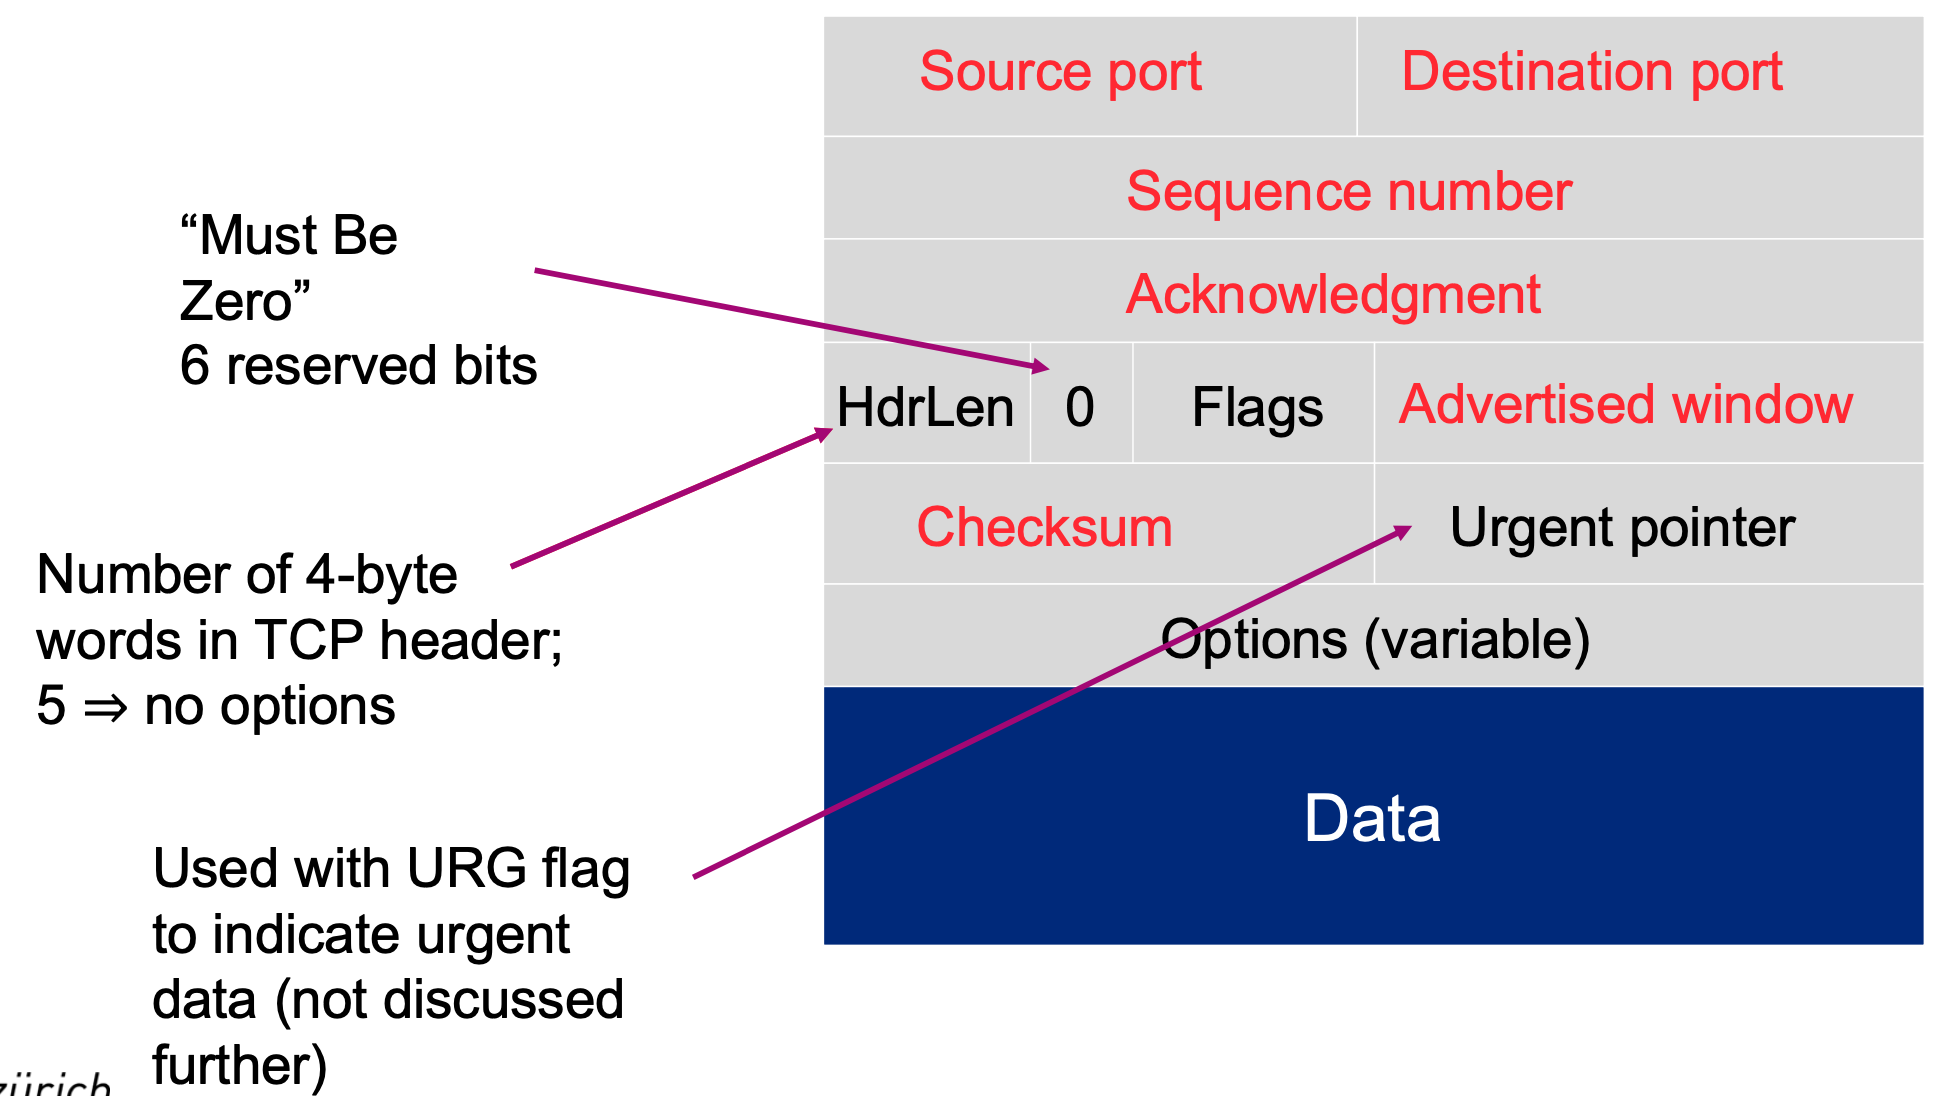 Source port
Destination port
Sequence number
Acknowledgment
HdrLen
0
Flags
Advertised window
Checksum
Urgent pointer
Options (variable)
Data
“Must Be
Zero”
6 reserved bits
Number of 4-byte
words in TCP header;
5 ⇒ no options
Used with URG flag
to indicate urgent
data (not discussed
further)
zürich